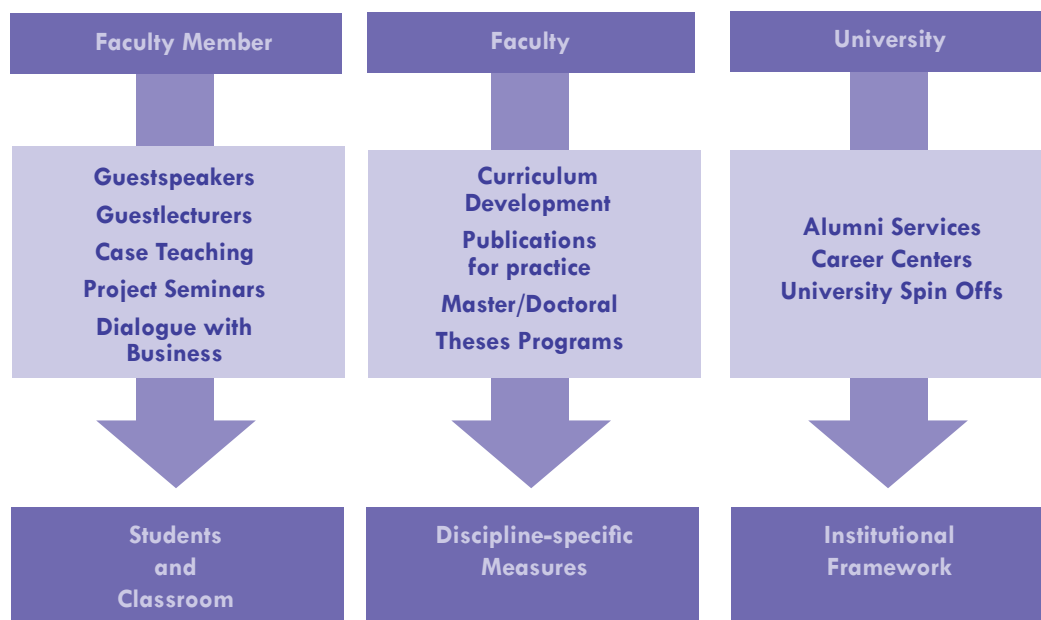 Faculty Member
Faculty
University
Guestspeakers
Guestlecturers
Case Teaching
Project Seminars
Dialogue with
Business
Curriculum
Development
Publications
for practice
Master/Doctoral
Theses Programs
Alumni Services
Career Centers
University Spin Offs
Students
and
Classroom
Discipline-specific
Measures
Institutional
Framework